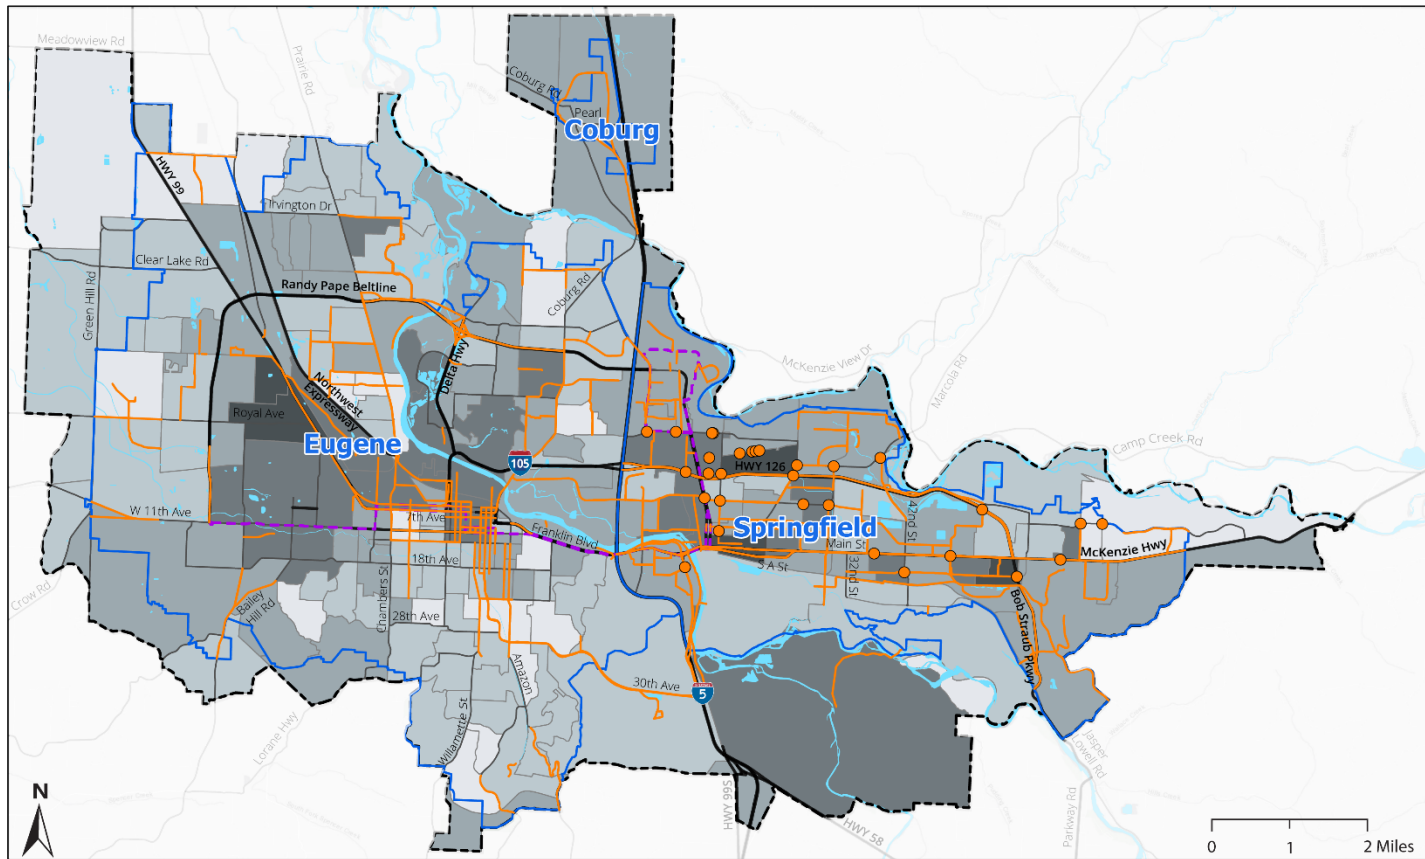 Meadowview Rd
Prairie Rd
Coburg Rd
Pearl
Coburg
HWY 99
Irvington Dr
Clear Lake Rd
Green Hill Rd
Randy Pape Beltline
Coburg Rd
Delta Hwy
McKenzie View Dr
Marcola Rd
Northwest
Expressway
Royal Ave
Eugene
105
HWY 126
Camp Creek Rd
W 11th Ave
7th Ave
Franklin Blvd
Springfield
42nd St
Main St
McKenzie Hwy
18th Ave
S A St
32nd St
Crow Rd
Bailey
Hill Rd
Chambers St
28th Ave
Amazon
30th Ave
5
Bob Straub Pkwy
Willamette St
Lorane Hwy
Jasper
Lowell Rd
HWY 99S
HWY 58
Parkway Rd
N
0 1 2 Miles